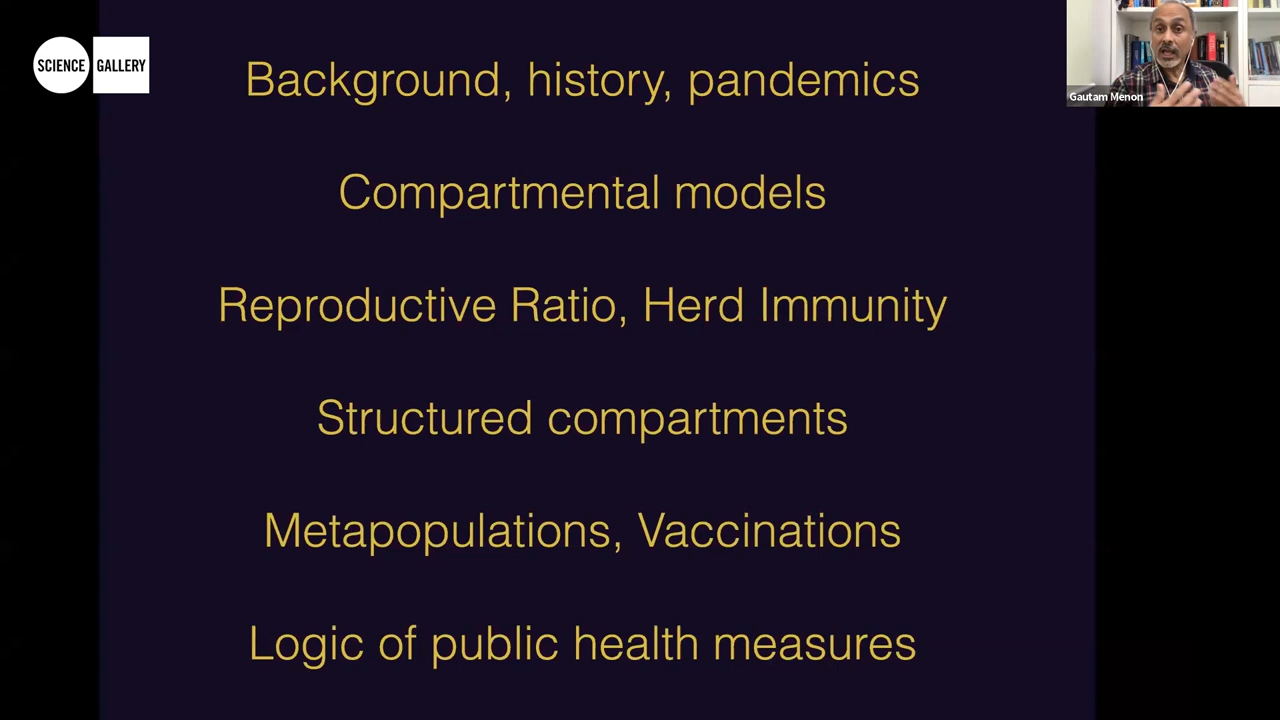 SCIENCE GALLERY
Background, history, pandemics
Compartmental models
Reproductive Ratio, Herd Immunity
Structured compartments
Metapopulations, Vaccinations
Logic of public health measures
Gautam Menon